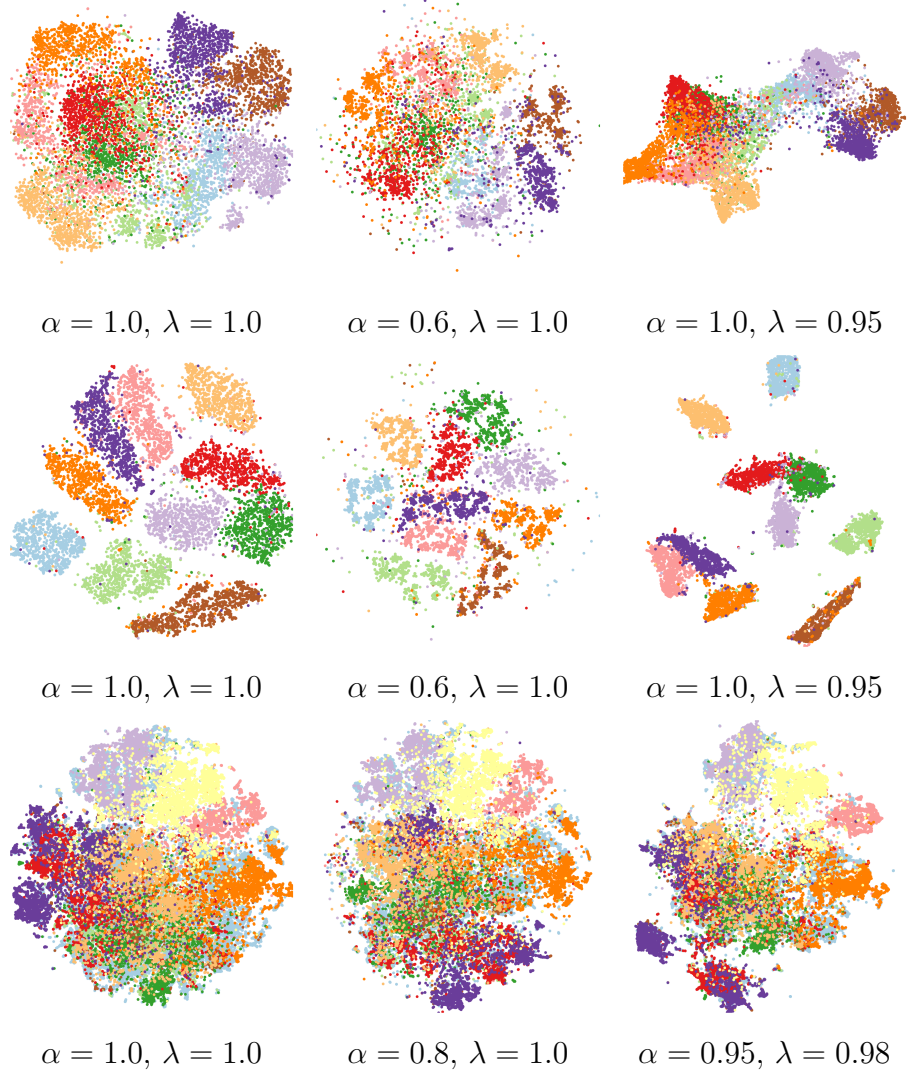 α = 1.0, λ = 1.0
α = 0.6, λ = 1.0
α = 1.0, λ = 0.95
α = 1.0, λ = 1.0
α = 0.6, λ = 1.0
α = 1.0, λ = 0.95
α = 1.0, λ = 1.0
α = 0.8, λ = 1.0
α = 0.95, λ = 0.98